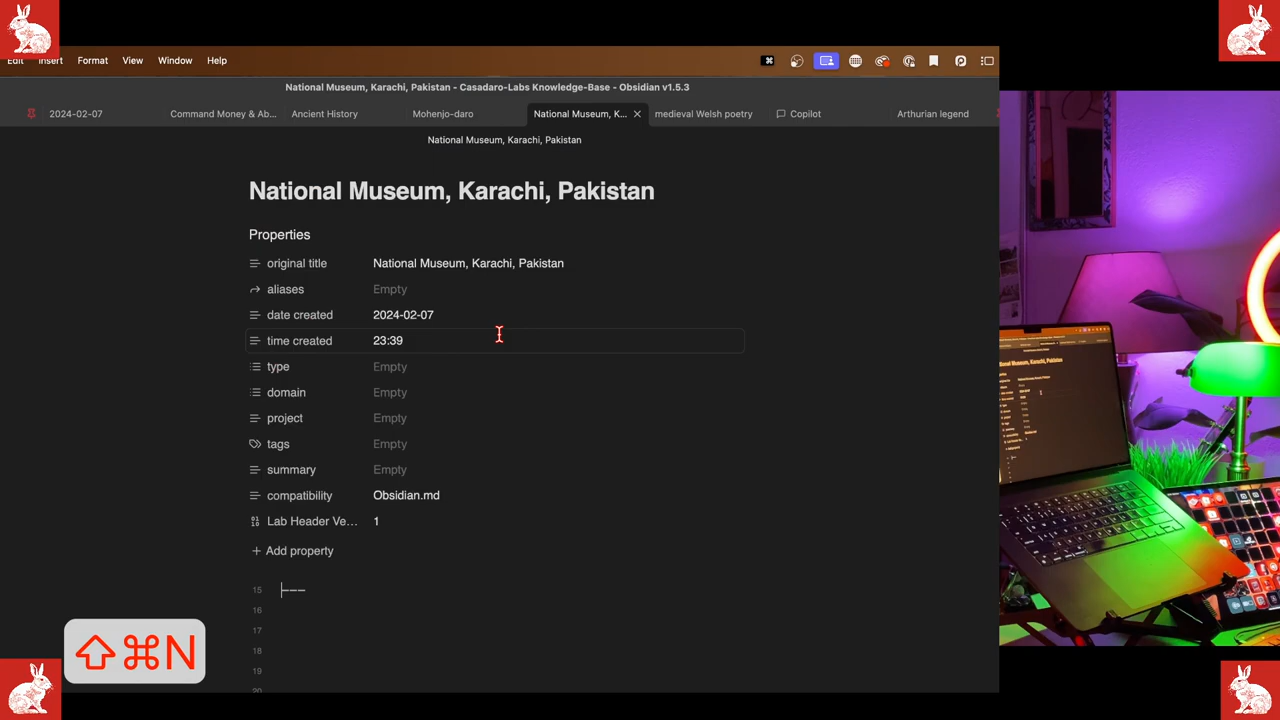 Edit Insert Format View Window Help
National Museum, Karachi, Pakistan - Casadaro-Labs Knowledge-Base - Obsidian v1.5.3
2024-02-07 Command Money & Ab... Ancient History Mohenjo-daro National Museum, K... medieval Welsh poetry Copilot Arthurian legend
National Museum, Karachi, Pakistan
National Museum, Karachi, Pakistan
Properties
original title National Museum, Karachi, Pakistan
aliases Empty
date created 2024-02-07
time created 23:39
type Empty
domain Empty
project Empty
tags Empty
summary Empty
compatibility Obsidian.md
Lab Header Ve... 1
+ Add property
15 ---
16
17
18
19
20
⇧⌘N